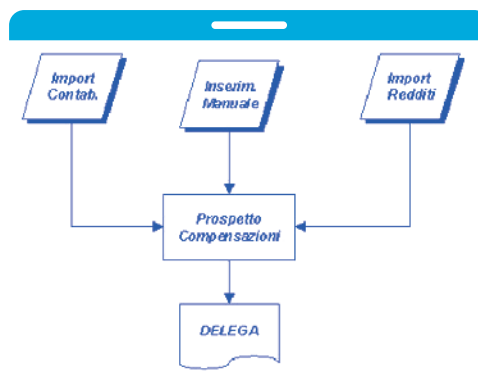 Import
Contab.
Inserim.
Manuale
Import
Redditi
Prospetto
Compensazioni
DELEGA